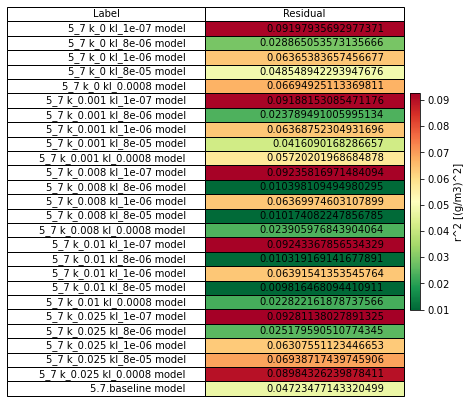 Label Residual
5_7 k_0 kl_1e-07 model 0.09197935692977371
5_7 k_0 kl_8e-06 model 0.028865053573135666
5_7 k_0 kl_1e-06 model 0.06365383657456677
5_7 k_0 kl_8e-05 model 0.048548942293947676
5_7 k_0 kl_0.0008 model 0.06694925113369811
5_7 k_0.001 kl_1e-07 model 0.09188153085471176
5_7 k_0.001 kl_8e-06 model 0.023789491005995134
5_7 k_0.001 kl_1e-06 model 0.06368752304931696
5_7 k_0.001 kl_8e-05 model 0.0416090168286657
5_7 k_0.001 kl_0.0008 model 0.05720201968684878
5_7 k_0.008 kl_1e-07 model 0.09235816971484094
5_7 k_0.008 kl_8e-06 model 0.010398109494980295
5_7 k_0.008 kl_1e-06 model 0.06369974603107899
5_7 k_0.008 kl_8e-05 model 0.010174082247856785
5_7 k_0.008 kl_0.0008 model 0.023905976843904064
5_7 k_0.01 kl_1e-07 model 0.09243367856534329
5_7 k_0.01 kl_8e-06 model 0.010319169141677891
5_7 k_0.01 kl_1e-06 model 0.06391541353545764
5_7 k_0.01 kl_8e-05 model 0.00981646809441​0911
5_7 k_0.01 kl_0.0008 model 0.022822161878737566
5_7 k_0.025 kl_1e-07 model 0.09281138027891325
5_7 k_0.025 kl_8e-06 model 0.025179590510774345
5_7 k_0.025 kl_1e-06 model 0.06307551123446653
5_7 k_0.025 kl_8e-05 model 0.06938717439745906
5_7 k_0.025 kl_0.0008 model 0.08984326239878411
5.7.baseline model 0.04723477143320499
0.09
0.08
0.07
0.06
0.05
0.04
0.03
0.02
0.01
r^2 [(g/m3)^2]